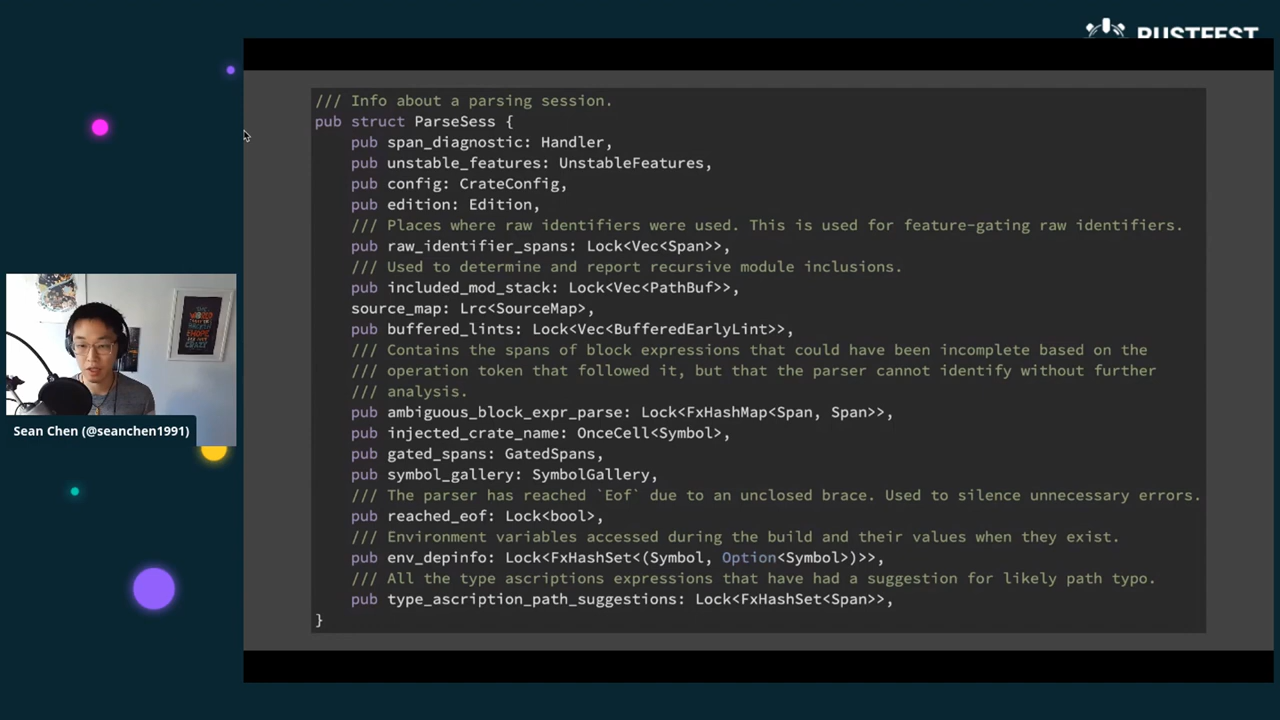 RUSTFEST
/// Info about a parsing session.
pub struct ParseSess {
    pub span_diagnostic: Handler,
    pub unstable_features: UnstableFeatures,
    pub config: CrateConfig,
    pub edition: Edition,
    /// Places where raw identifiers were used. This is used for feature-gating raw identifiers.
    pub raw_identifier_spans: Lock<Vec<Span>>,
    /// Used to determine and report recursive module inclusions.
    pub included_mod_stack: Lock<Vec<PathBuf>>,
    source_map: Lrc<SourceMap>,
    pub buffered_lints: Lock<Vec<BufferedEarlyLint>>,
    /// Contains the spans of block expressions that could have been incomplete based on the
    /// operation token that followed it, but that the parser cannot identify without further
    /// analysis.
    pub ambiguous_block_expr_parse: Lock<FxHashMap<Span, Span>>,
    pub injected_crate_name: OnceCell<Symbol>,
    pub gated_spans: GatedSpans,
    pub symbol_gallery: SymbolGallery,
    /// The parser has reached `Eof` due to an unclosed brace. Used to silence unnecessary errors.
    pub reached_eof: Lock<bool>,
    /// Environment variables accessed during the build and their values when they exist.
    pub env_depinfo: Lock<FxHashSet<(Symbol, Option<Symbol>)>>,
    /// All the type ascriptions expressions that have had a suggestion for likely path typo.
    pub type_ascription_path_suggestions: Lock<FxHashSet<Span>>,
}
Sean Chen (@seanchen1991)